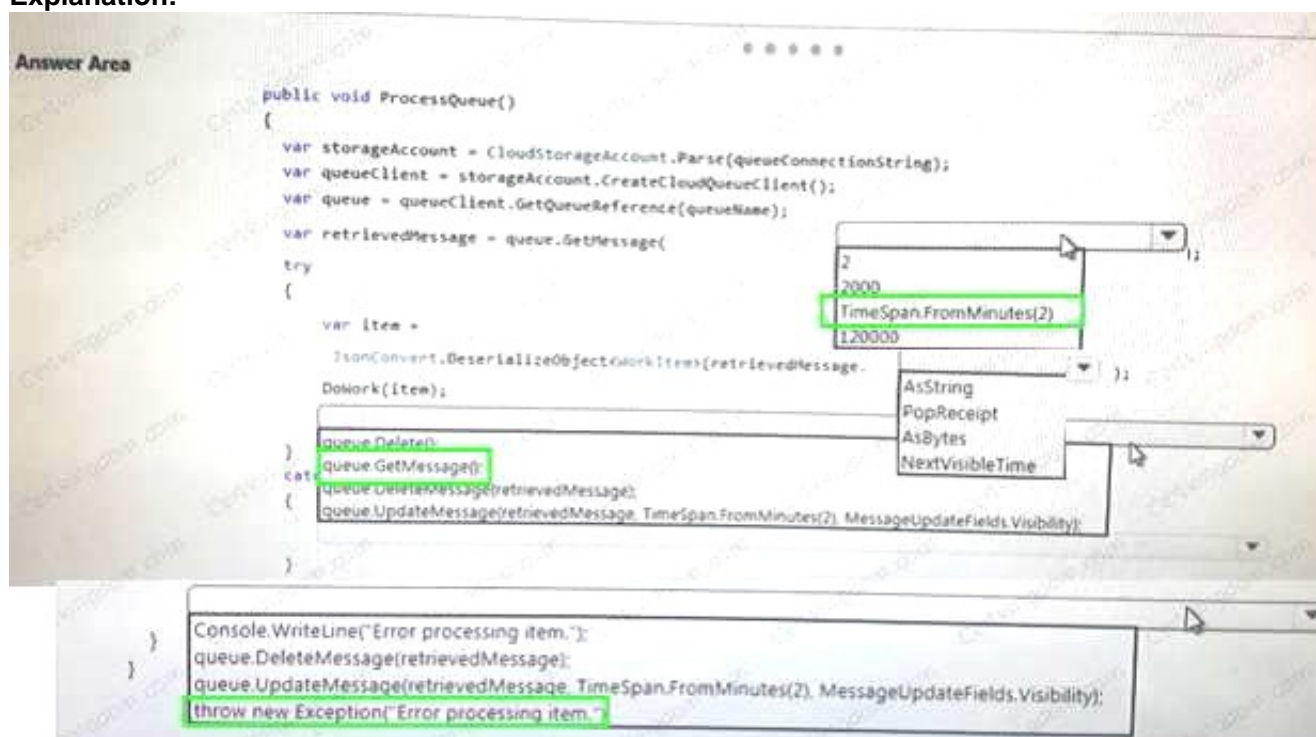 Explanation:
Answer Area
public void ProcessQueue()
{
var storageAccount = CloudStorageAccount.Parse(queueConnectionString);
var queueClient = storageAccount.CreateCloudQueueClient();
var queue = queueClient.GetQueueReference(queueName);
var retrievedMessage = queue.GetMessage( );
2
2000
TimeSpan.FromMinutes(2)
120000
try
{
var item =
JsonConvert.DeserializeObject<WorkItem>(retrievedMessage. );
AsString
PopReceipt
AsBytes
NextVisibleTime
DoWork(item);
queue.Delete();
queue.GetMessage();
queue.DeleteMessage(retrievedMessage);
queue.UpdateMessage(retrievedMessage, TimeSpan.FromMinutes(2), MessageUpdateFields.Visibility);
}
cat
{
}
Console.WriteLine("Error processing item.");
queue.DeleteMessage(retrievedMessage);
queue.UpdateMessage(retrievedMessage, TimeSpan.FromMinutes(2), MessageUpdateFields.Visibility);
throw new Exception("Error processing item."
}
}